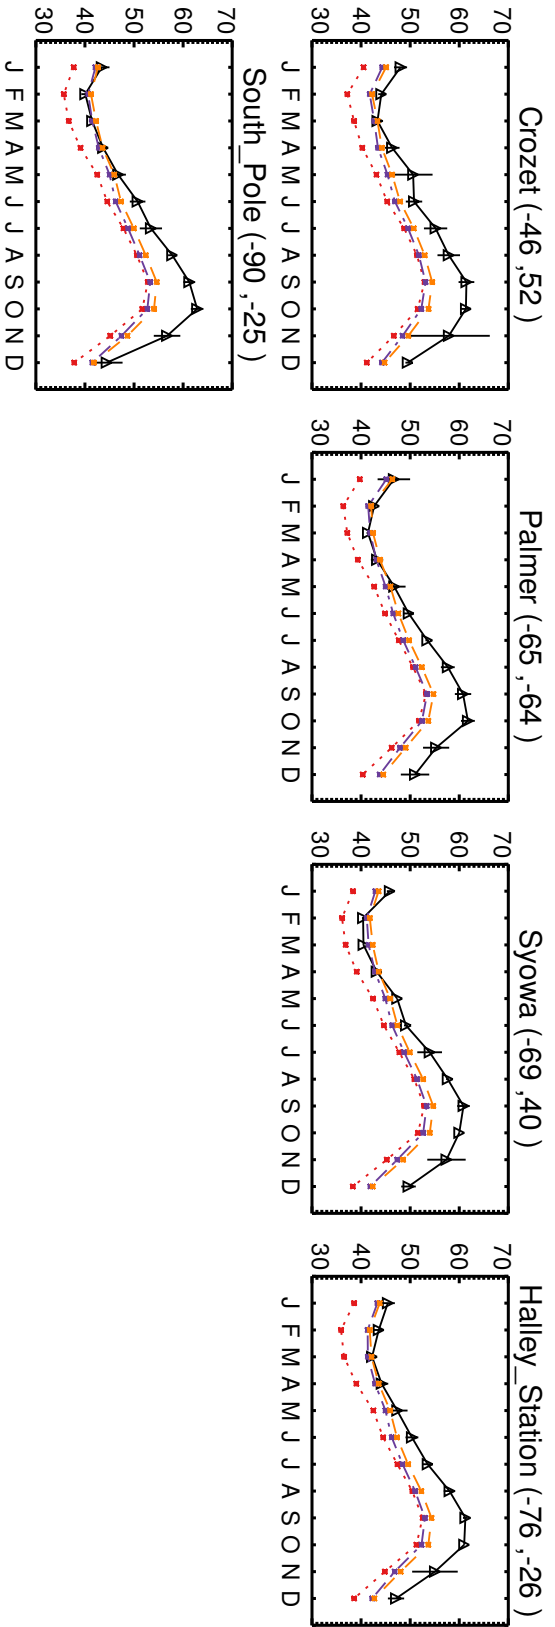 Crozet (-46 ,52 )
70
60
50
40
30
J F M A M J J A S O N D
Palmer (-65 ,-64 )
70
60
50
40
30
J F M A M J J A S O N D
Syowa (-69 ,40 )
70
60
50
40
30
J F M A M J J A S O N D
Halley_Station (-76 ,-26 )
70
60
50
40
30
J F M A M J J A S O N D
South_Pole (-90 ,-25 )
70
60
50
40
30
J F M A M J J A S O N D